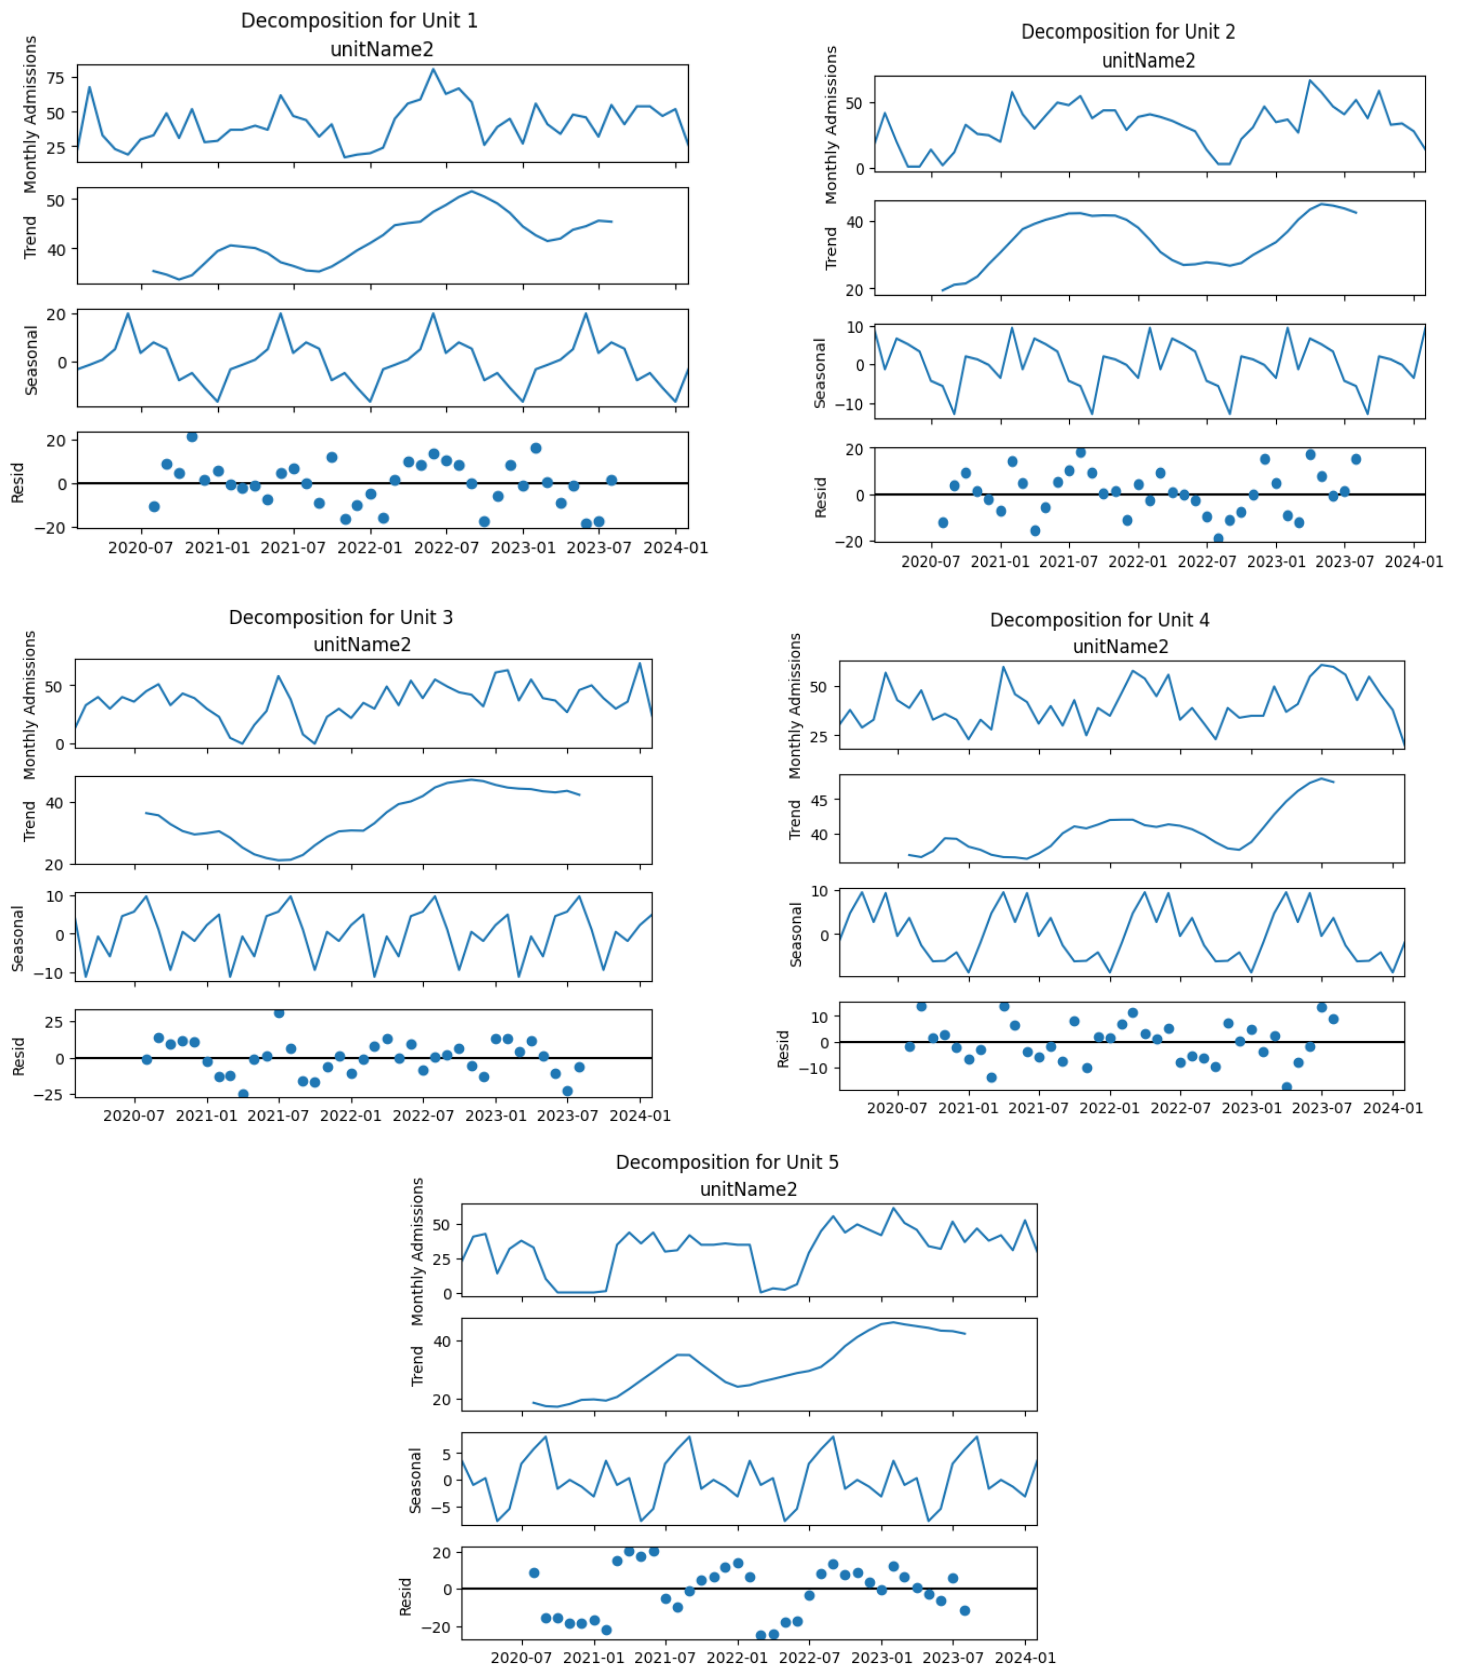 Decomposition for Unit 1
unitName2
Monthly Admissions
75
50
25
Trend
50
40
Seasonal
20
0
Resid
20
0
−20
2020-07 2021-01 2021-07 2022-01 2022-07 2023-01 2023-07 2024-01
Decomposition for Unit 2
unitName2
Monthly Admissions
50
0
Trend
40
20
Seasonal
10
0
−10
Resid
20
0
−20
2020-07 2021-01 2021-07 2022-01 2022-07 2023-01 2023-07 2024-01
Decomposition for Unit 3
unitName2
Monthly Admissions
50
0
Trend
40
20
Seasonal
10
0
−10
Resid
25
0
−25
2020-07 2021-01 2021-07 2022-01 2022-07 2023-01 2023-07 2024-01
Decomposition for Unit 4
unitName2
Monthly Admissions
50
25
Trend
45
40
Seasonal
10
0
Resid
10
0
−10
2020-07 2021-01 2021-07 2022-01 2022-07 2023-01 2023-07 2024-01
Decomposition for Unit 5
unitName2
Monthly Admissions
50
25
0
Trend
40
20
Seasonal
5
0
−5
Resid
20
0
−20
2020-07 2021-01 2021-07 2022-01 2022-07 2023-01 2023-07 2024-01